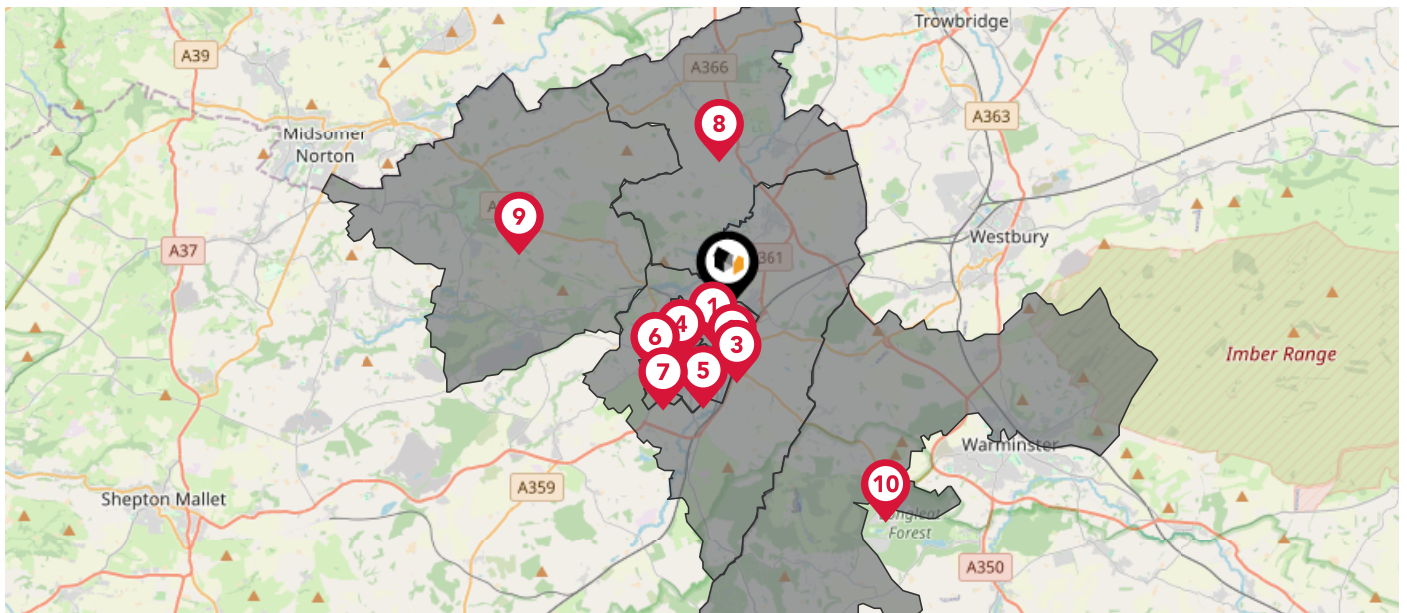 Trowbridge
A39
A366
A363
8
Midsomer
Norton
9
A37
361
Westbury
1
4
6
3
7
5
Imber Range
Warminster
Shepton Mallet
A359
10
Longleat
Forest
A350